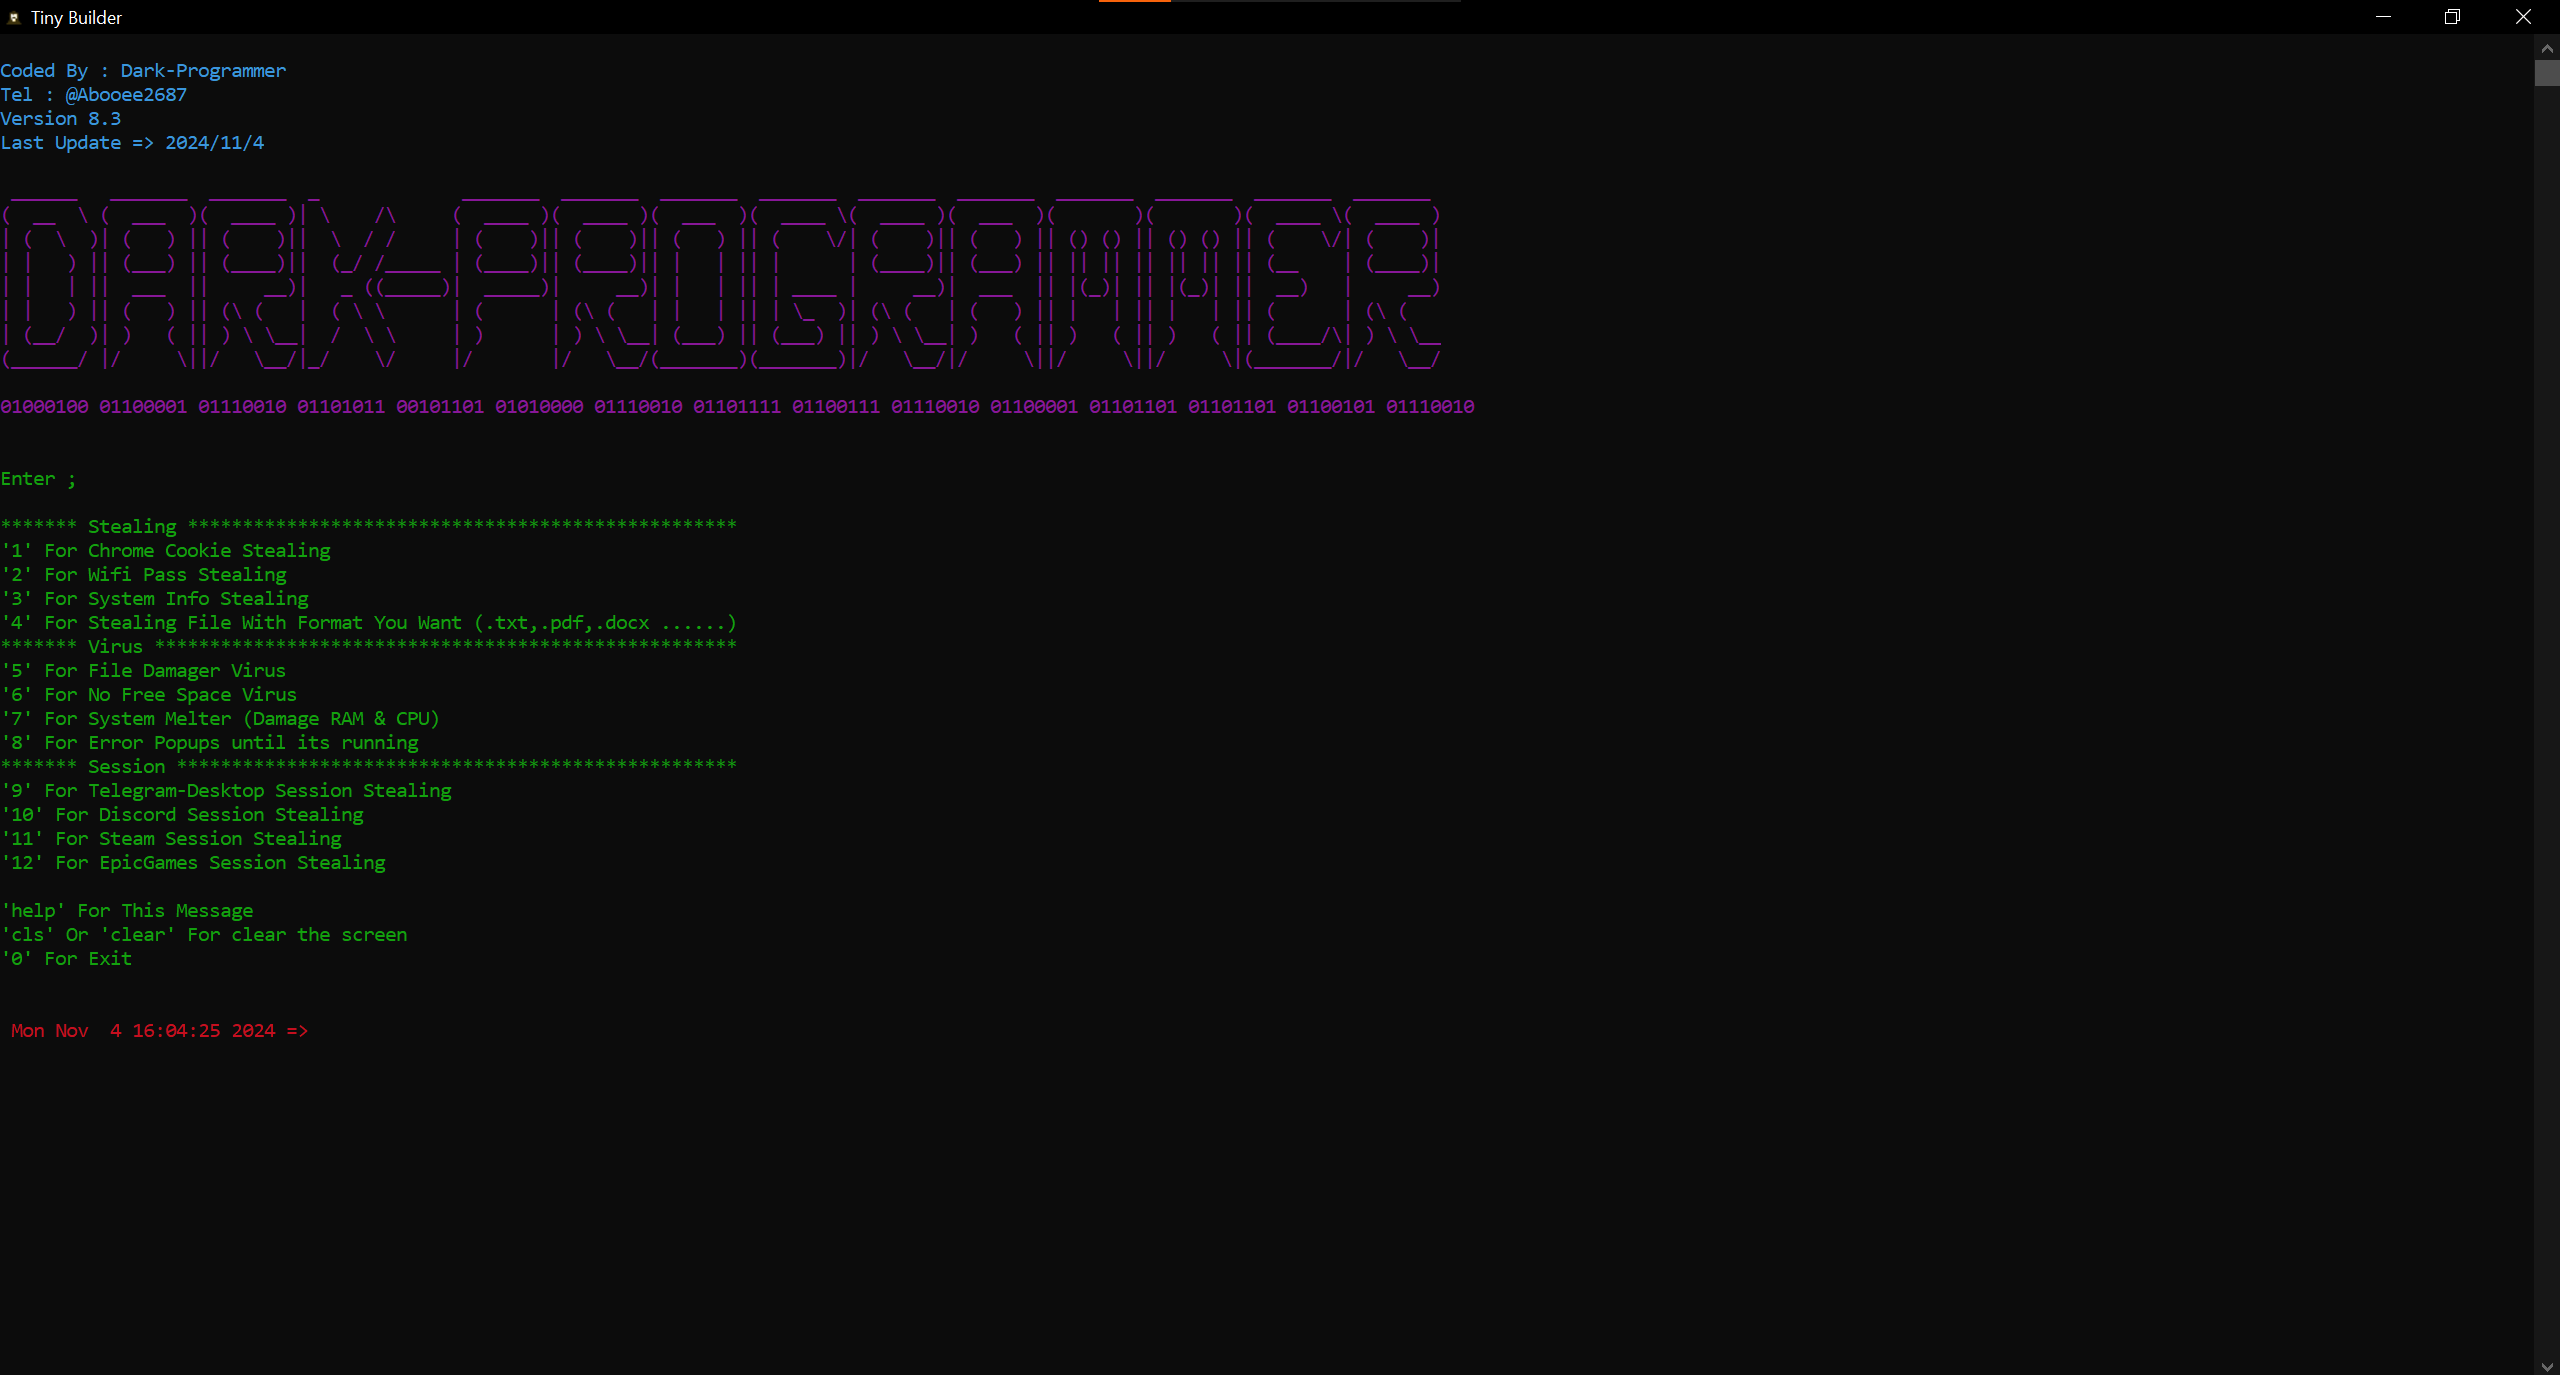 Tiny Builder
Coded By : Dark-Programmer
Tel : @Abooee2687
Version 8.3
Last Update => 2024/11/4
DARK-PROGRAMMER
01000100 01100001 01110010 01101011 00101101 01010000 01110010 01101111 01100111 01110010 01100001 01101101 01101101 01100101 01110010
Enter ;
******* Stealing **************************************************
'1' For Chrome Cookie Stealing
'2' For Wifi Pass Stealing
'3' For System Info Stealing
'4' For Stealing File With Format You Want (.txt,.pdf,.docx ......)
******* Virus *****************************************************
'5' For File Damager Virus
'6' For No Free Space Virus
'7' For System Melter (Damage RAM & CPU)
'8' For Error Popups until its running
******* Session ***************************************************
'9' For Telegram-Desktop Session Stealing
'10' For Discord Session Stealing
'11' For Steam Session Stealing
'12' For EpicGames Session Stealing
'help' For This Message
'cls' Or 'clear' For clear the screen
'0' For Exit
Mon Nov  4 16:04:25 2024 =>